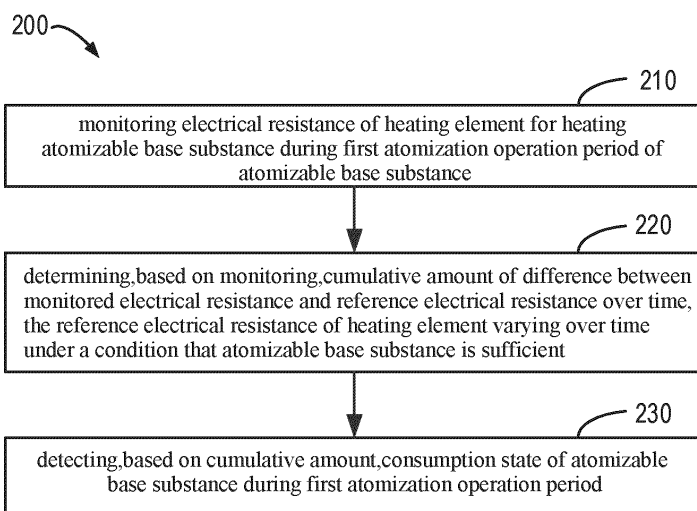 200
210
monitoring electrical resistance of heating element for heating
atomizable base substance during first atomization operation period of
atomizable base substance
220
determining,based on monitoring,cumulative amount of difference between
monitored electrical resistance and reference electrical resistance over time,
the reference electrical resistance of heating element varying over time
under a condition that atomizable base substance is sufficient
230
detecting,based on cumulative amount,consumption state of atomizable
base substance during first atomization operation period